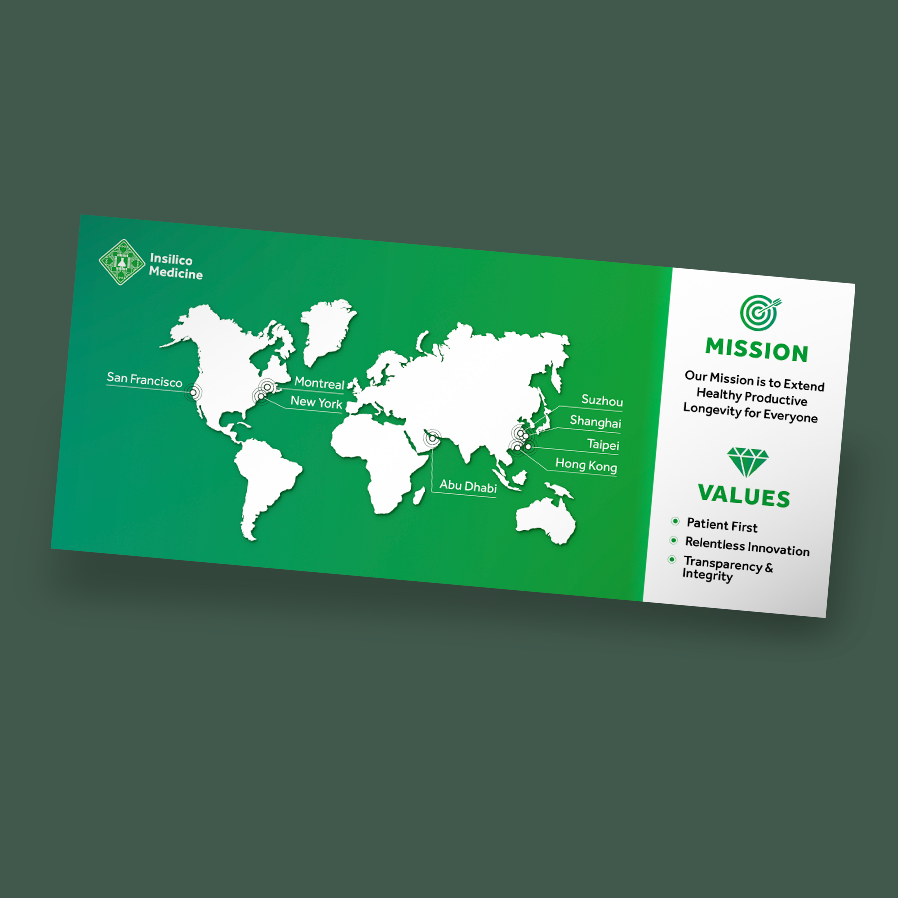 Insilico
Medicine
San Francisco
Montreal
New York
Abu Dhabi
Suzhou
Shanghai
Taipei
Hong Kong
MISSION
Our Mission is to Extend
Healthy Productive
Longevity for Everyone
VALUES
Patient First
Relentless Innovation
Transparency &
Integrity